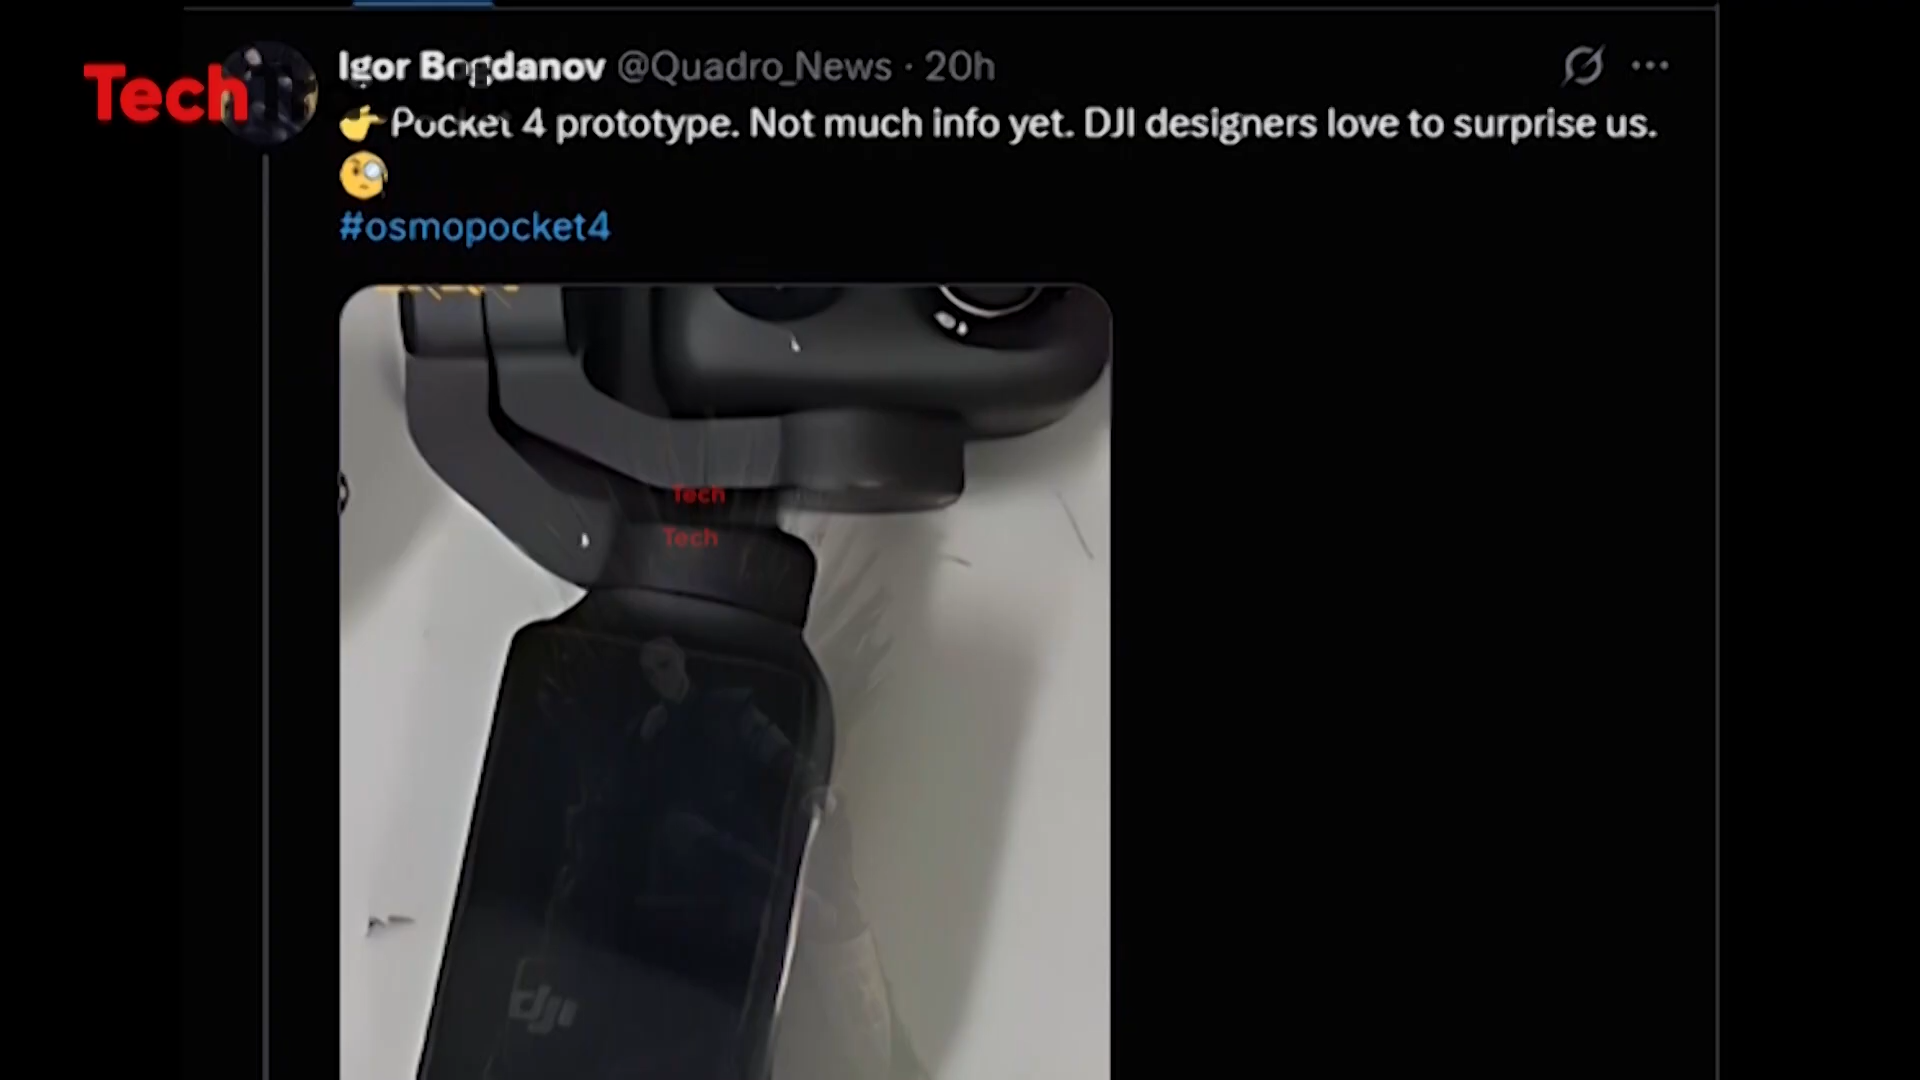 Tech
Igor Bogdanov @Quadro_News · 20h
👉 Pocket 4 prototype. Not much info yet. DJI designers love to surprise us.
🧐
#osmopocket4
Tech
Tech
dji